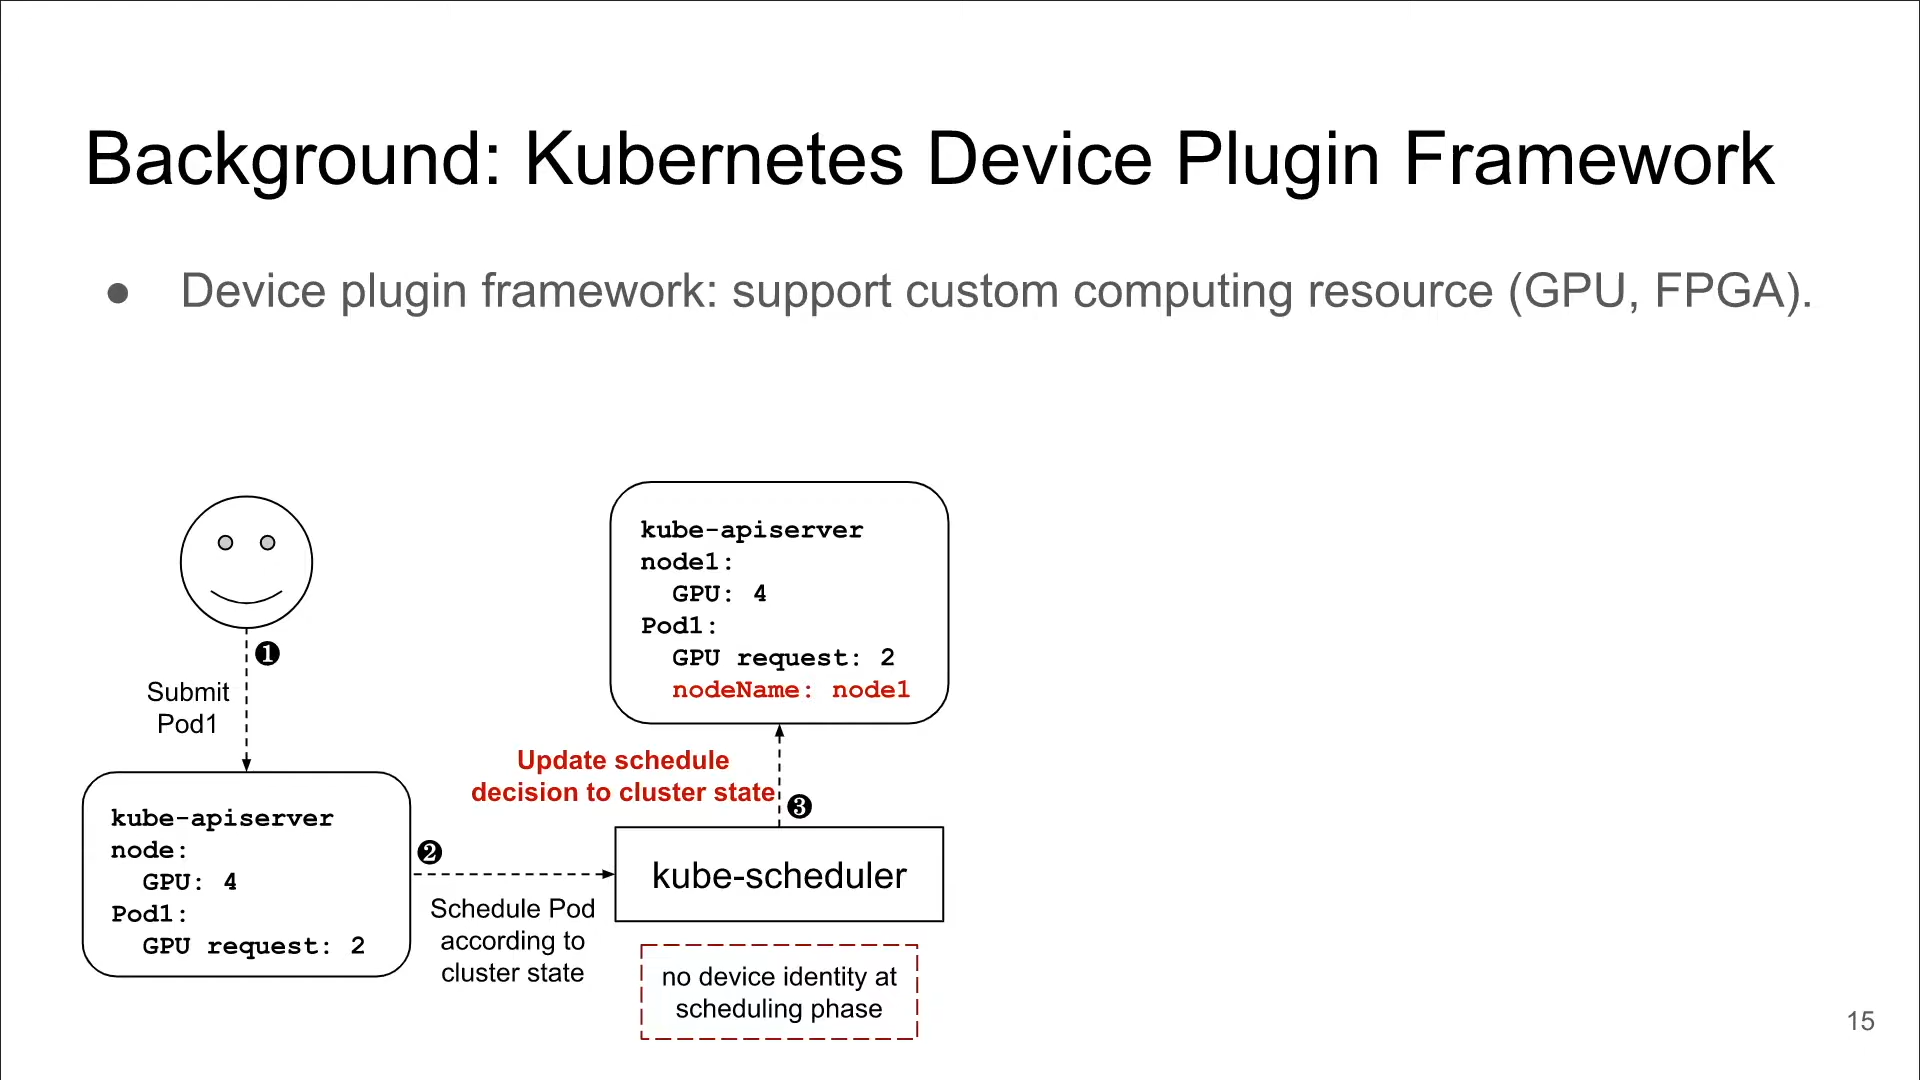 Background: Kubernetes Device Plugin Framework
● Device plugin framework: support custom computing resource (GPU, FPGA).
❶
Submit
Pod1
kube-apiserver
node:
GPU: 4
Pod1:
GPU request: 2
❷
Schedule Pod
according to
cluster state
kube-scheduler
no device identity at
scheduling phase
❸
Update schedule
decision to cluster state
kube-apiserver
node1:
GPU: 4
Pod1:
GPU request: 2
nodeName: node1
15